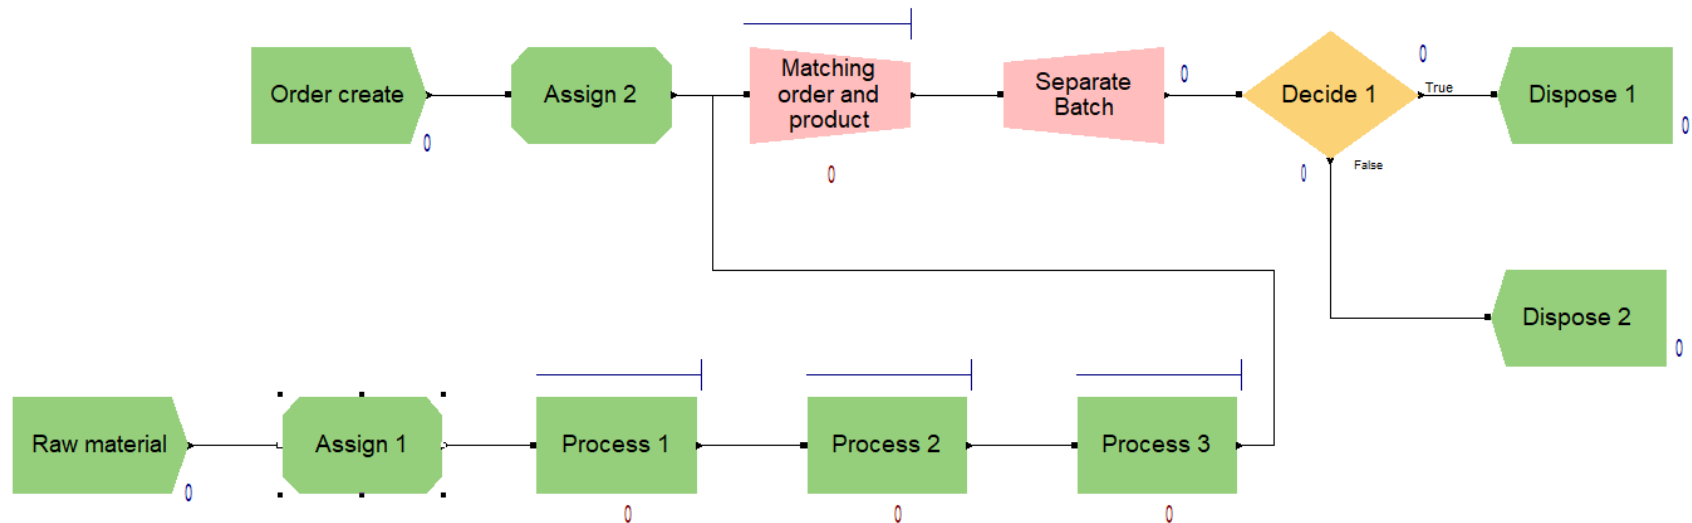 Order create
0
Assign 2
Matching
order and
product
0
Separate
Batch
0
Decide 1
0
True
0
False
Dispose 1
0
Dispose 2
0
Raw material
0
Assign 1
Process 1
0
Process 2
0
Process 3
0